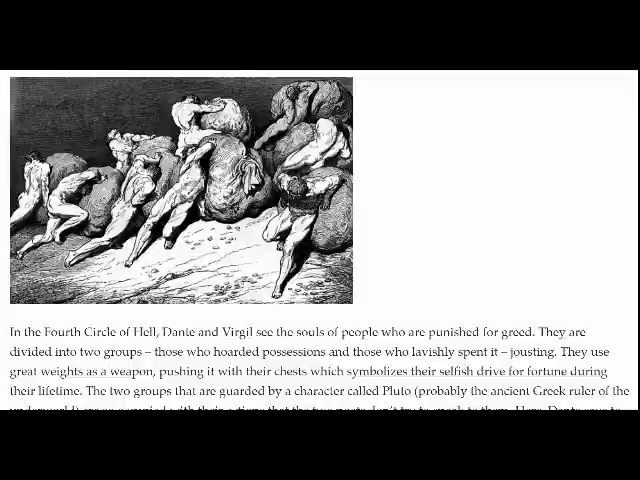 In the Fourth Circle of Hell, Dante and Virgil see the souls of people who are punished for greed. They are
divided into two groups – those who hoarded possessions and those who lavishly spent it – jousting. They use
great weights as a weapon, pushing it with their chests which symbolizes their selfish drive for fortune during
their lifetime. The two groups that are guarded by a character called Pluto (probably the ancient Greek ruler of the